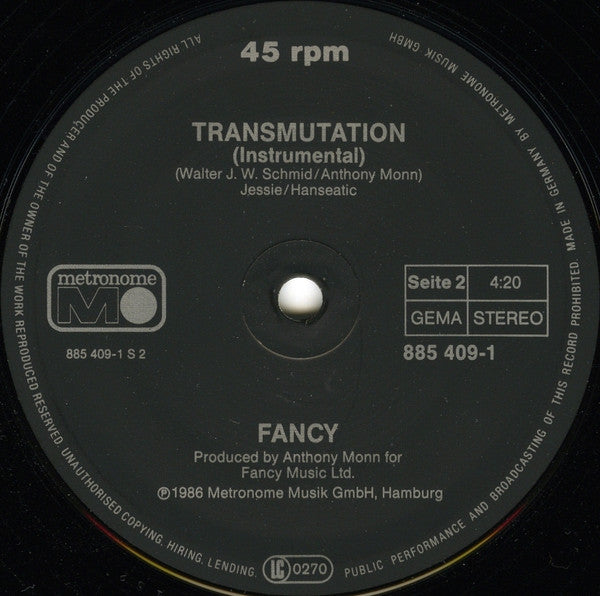 45 rpm
TRANSMUTATION
(Instrumental)
(Walter J. W. Schmid/Anthony Monn)
Jessie/Hanseatic
metronome
M
885 409-1 S 2
Seite 2 4:20
GEMA STEREO
885 409-1
FANCY
Produced by Anthony Monn for
Fancy Music Ltd.
Ⓟ1986 Metronome Musik GmbH, Hamburg
LC 0270
ALL RIGHTS OF THE PRODUCER AND OF THE OWNER OF THE WORK REPRODUCED RESERVED. UNAUTHORISED COPYING. HIRING. LENDING. PUBLIC PERFORMANCE AND BROADCASTING OF THIS RECORD PROHIBITED. MADE IN GERMANY BY METRONOME MUSIK GMBH